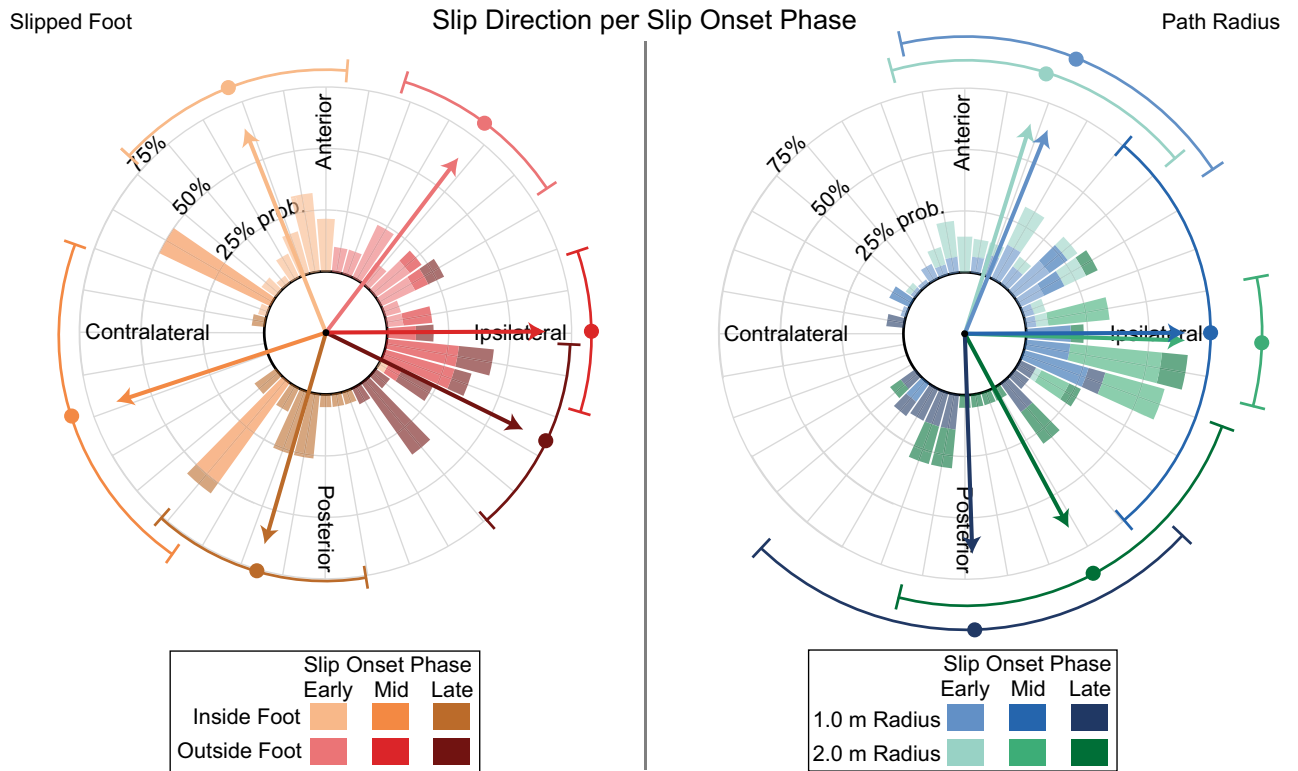 Slipped Foot
Slip Direction per Slip Onset Phase
Path Radius
75%
50%
25% prob.
Anterior
Contralateral
Ipsilateral
Posterior
75%
50%
25% prob.
Anterior
Contralateral
Ipsilateral
Posterior
Slip Onset Phase
Early Mid Late
Inside Foot
Outside Foot
Slip Onset Phase
Early Mid Late
1.0 m Radius
2.0 m Radius